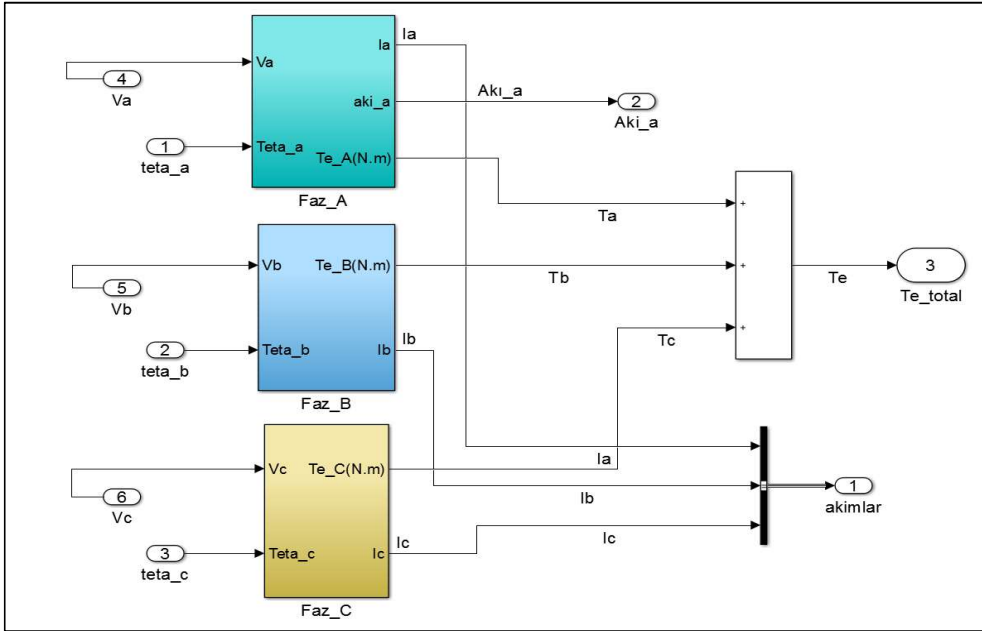 Ia
Ia
Va
4
Va
aki_a
Akı_a
2
Aki_a
1
teta_a
Teta_a
Te_A(N.m)
Faz_A
Ta
+
Vb
5
Vb
Te_B(N.m)
Tb
+
Te
3
Te_total
2
teta_b
Teta_b
Ib
Ib
Faz_B
Tc
+
Vc
6
Vc
Te_C(N.m)
Ia
Ib
1
akimlar
3
teta_c
Teta_c
Ic
Ic
Ic
Faz_C